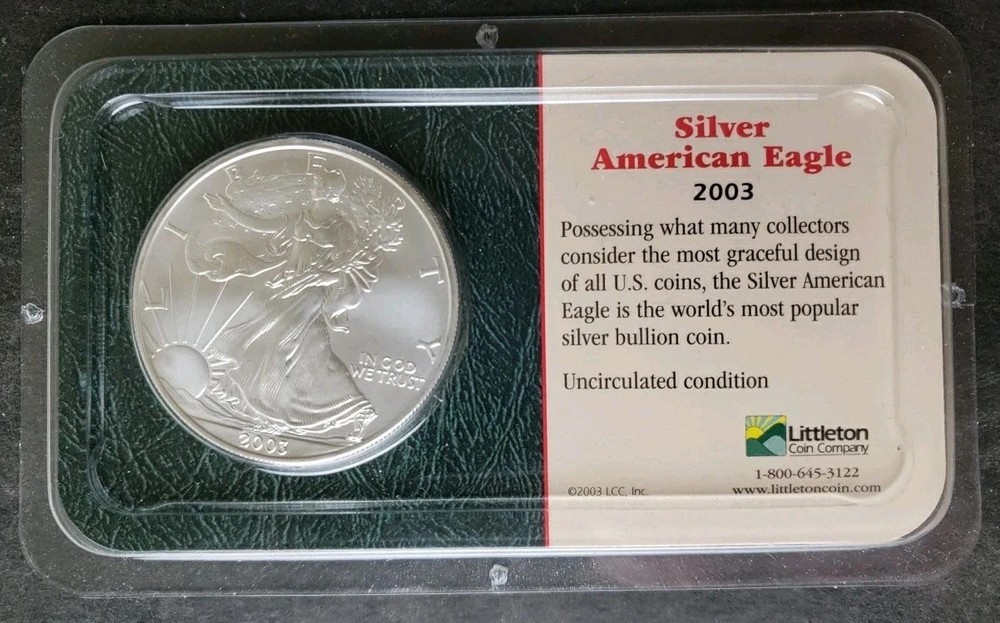 LIBERTY
IN GOD
WE TRUST
2003
Silver
American Eagle
2003
Possessing what many collectors
consider the most graceful design
of all U.S. coins, the Silver American
Eagle is the world's most popular
silver bullion coin.
Uncirculated condition
Littleton
Coin Company
1-800-645-3122
©2003 LCC, Inc.
www.littletoncoin.com